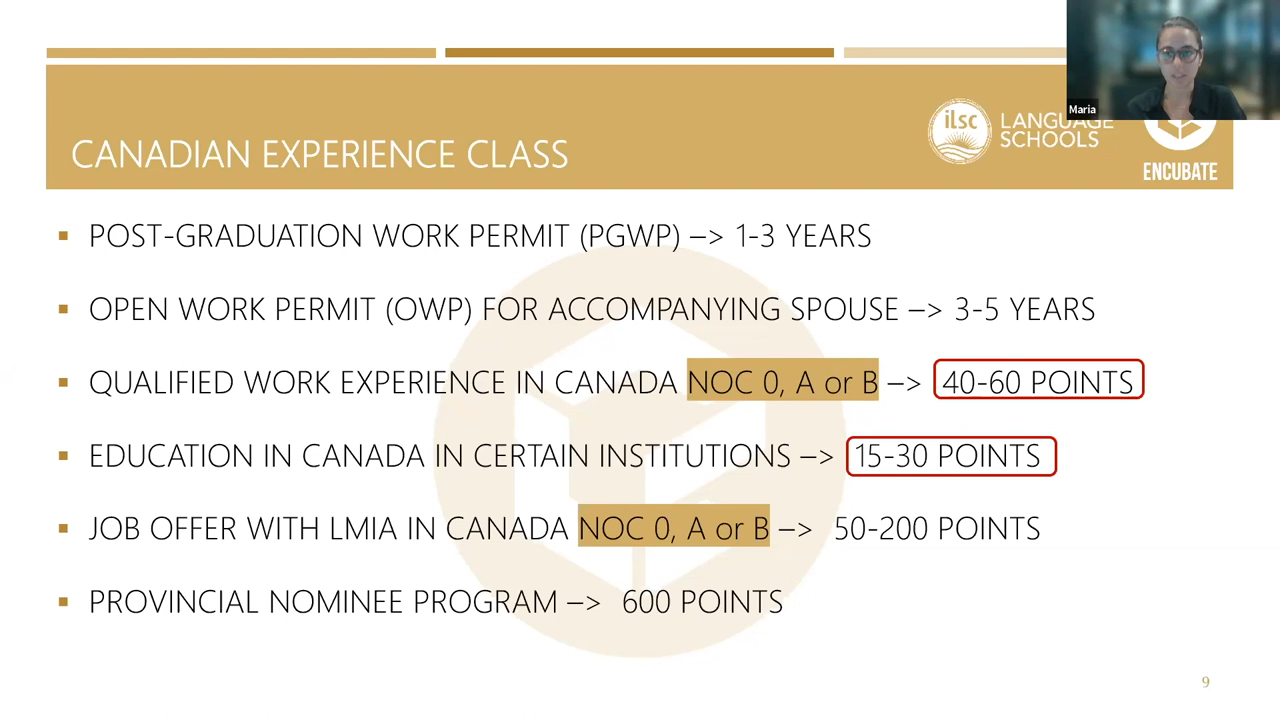 Maria
ilsc
LANGUAGE
SCHOOLS
ENCUBATE
CANADIAN EXPERIENCE CLASS
▪ POST-GRADUATION WORK PERMIT (PGWP) –> 1-3 YEARS
▪ OPEN WORK PERMIT (OWP) FOR ACCOMPANYING SPOUSE –> 3-5 YEARS
▪ QUALIFIED WORK EXPERIENCE IN CANADA NOC 0, A or B –> 40-60 POINTS
▪ EDUCATION IN CANADA IN CERTAIN INSTITUTIONS –> 15-30 POINTS
▪ JOB OFFER WITH LMIA IN CANADA NOC 0, A or B –> 50-200 POINTS
▪ PROVINCIAL NOMINEE PROGRAM –> 600 POINTS
9